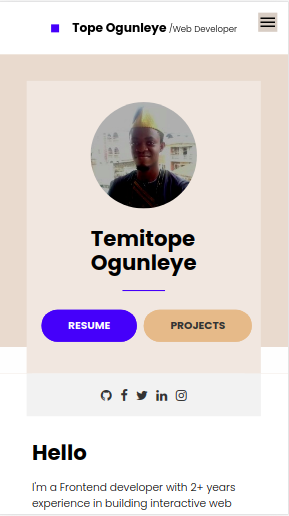 Tope Ogunleye /Web Developer
Temitope
Ogunleye
RESUME
PROJECTS
Hello
I'm a Frontend developer with 2+ years
experience in building interactive web